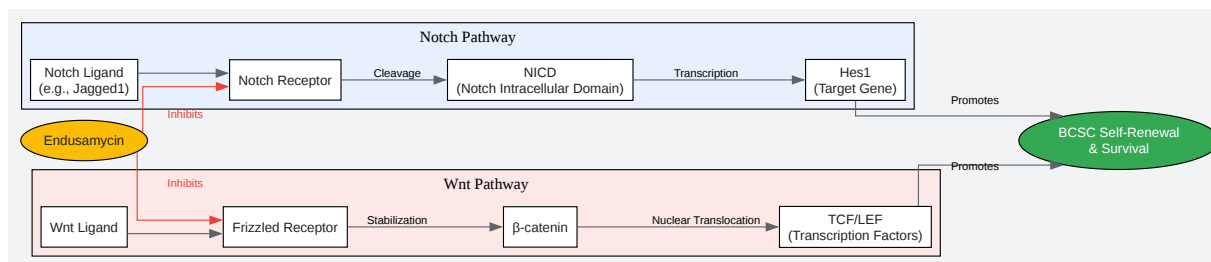 Notch Pathway
Notch Ligand
(e.g., Jagged1)
Notch Receptor
Cleavage
NICD
(Notch Intracellular Domain)
Transcription
Hes1
(Target Gene)
Promotes
Inhibits
Endusamycin
BCSC Self-Renewal
& Survival
Promotes
Inhibits
Wnt Pathway
Wnt Ligand
Frizzled Receptor
Stabilization
β-catenin
Nuclear Translocation
TCF/LEF
(Transcription Factors)